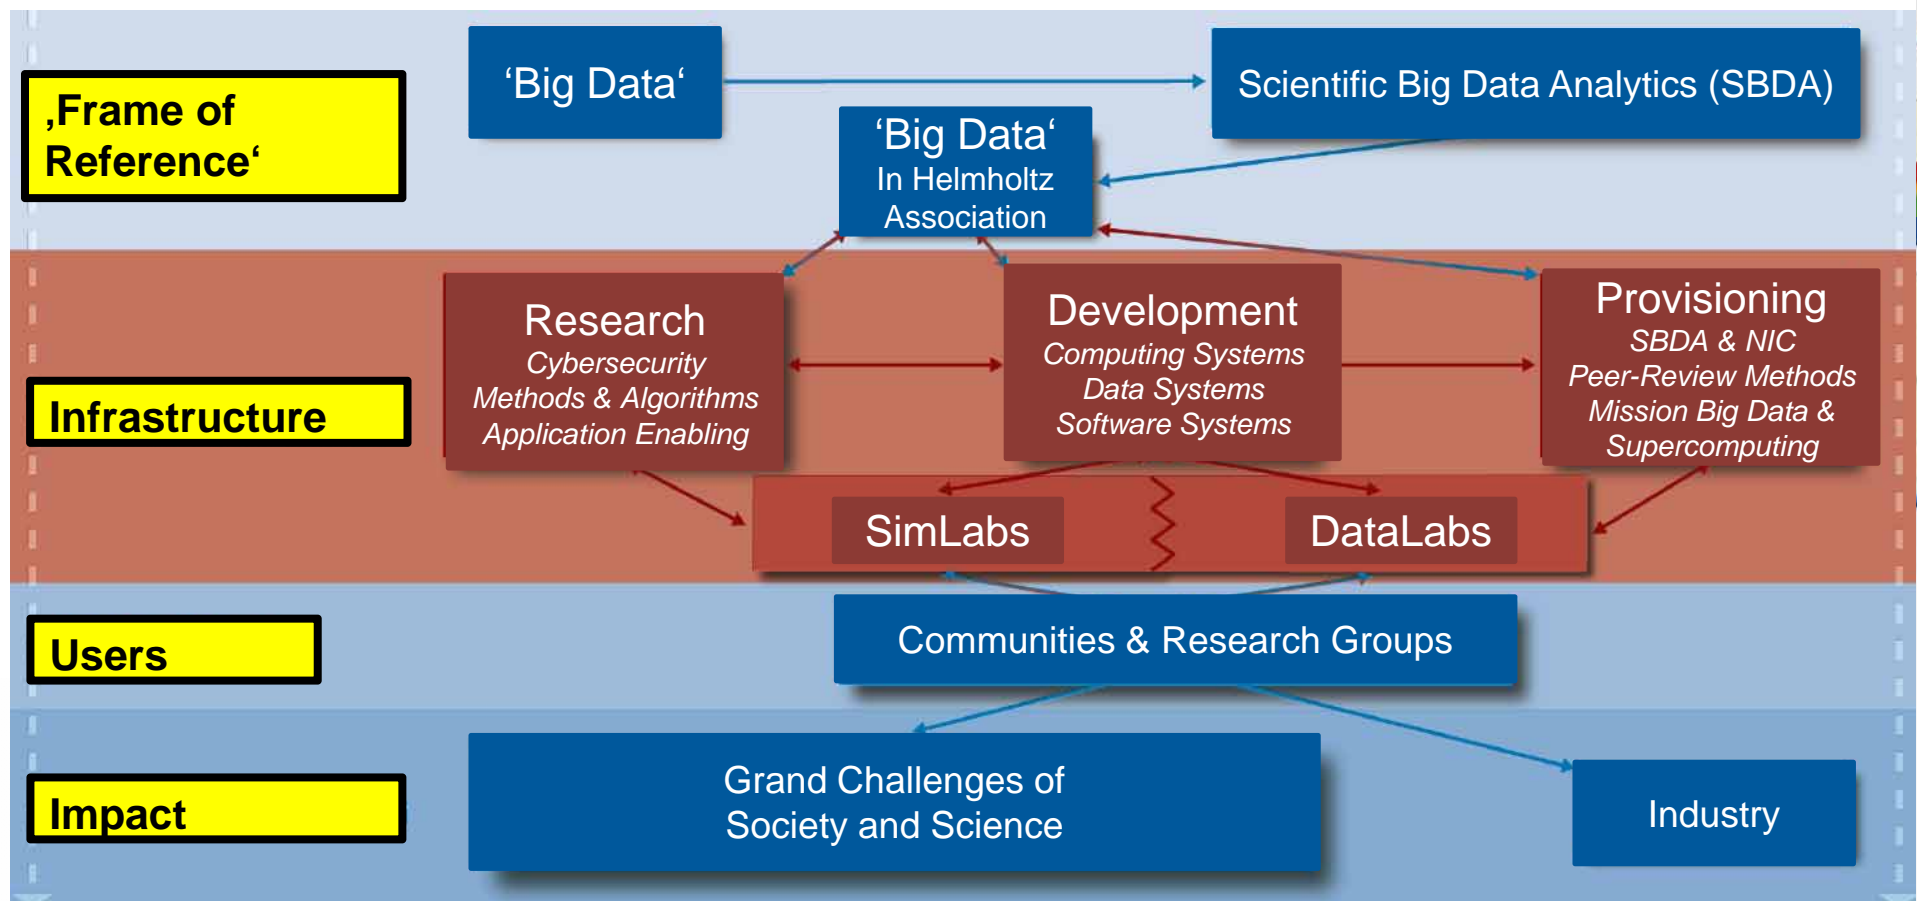 ‚Frame of
Reference‘
‘Big Data‘
Scientific Big Data Analytics (SBDA)
‘Big Data‘
In Helmholtz
Association
Infrastructure
Research
Cybersecurity
Methods & Algorithms
Application Enabling
Development
Computing Systems
Data Systems
Software Systems
Provisioning
SBDA & NIC
Peer-Review Methods
Mission Big Data &
Supercomputing
SimLabs
DataLabs
Users
Communities & Research Groups
Impact
Grand Challenges of
Society and Science
Industry